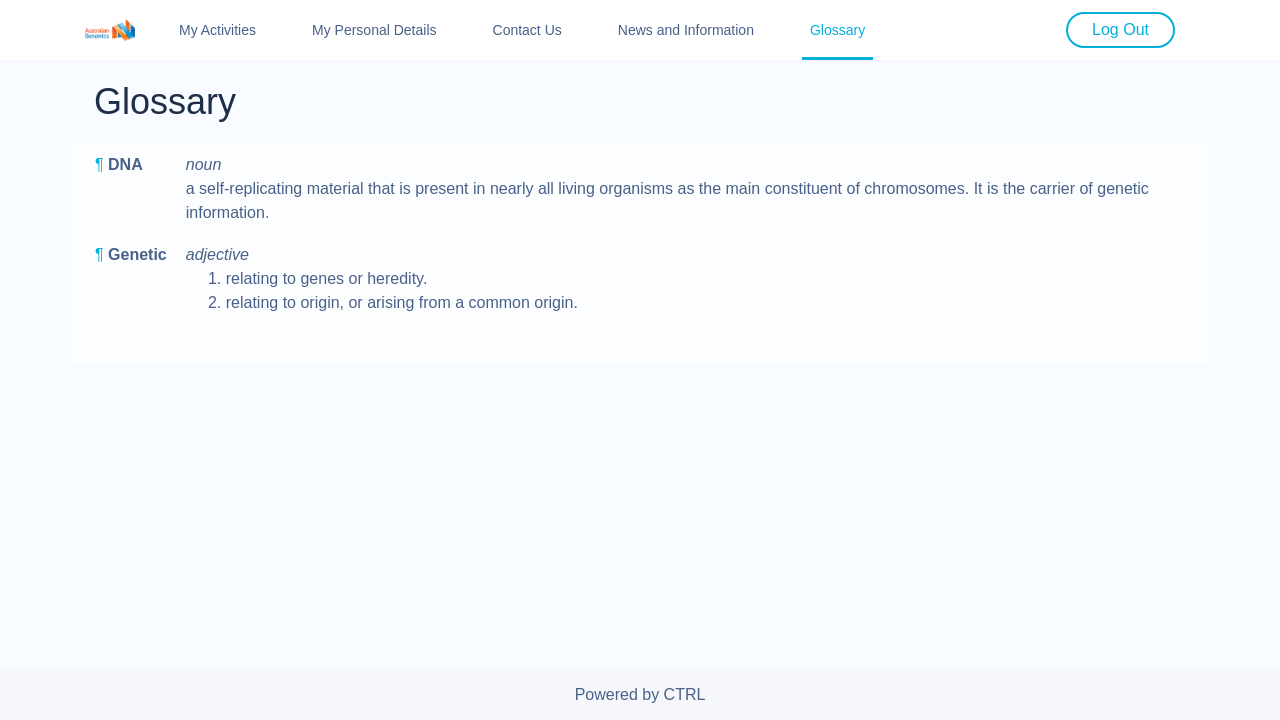 Australian Genomics
My Activities
My Personal Details
Contact Us
News and Information
Glossary
Log Out
Glossary
¶ DNA
noun
a self-replicating material that is present in nearly all living organisms as the main constituent of chromosomes. It is the carrier of genetic
information.
¶ Genetic
adjective
1. relating to genes or heredity.
2. relating to origin, or arising from a common origin.
Powered by CTRL